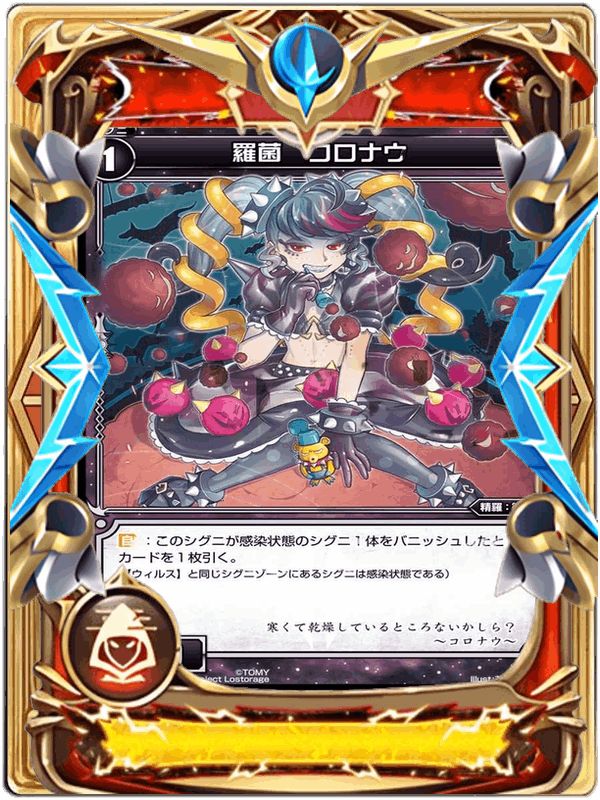 1
羅菌 コロナウ
精羅：
自：このシグニが感染状態のシグニ１体をバニッシュしたと
カードを１枚引く。
【ウィルス】と同じシグニゾーンにあるシグニは感染状態である）
寒くて乾燥しているところないかしら？
～コロナウ～
©TOMY
ject Lostorage
Illust